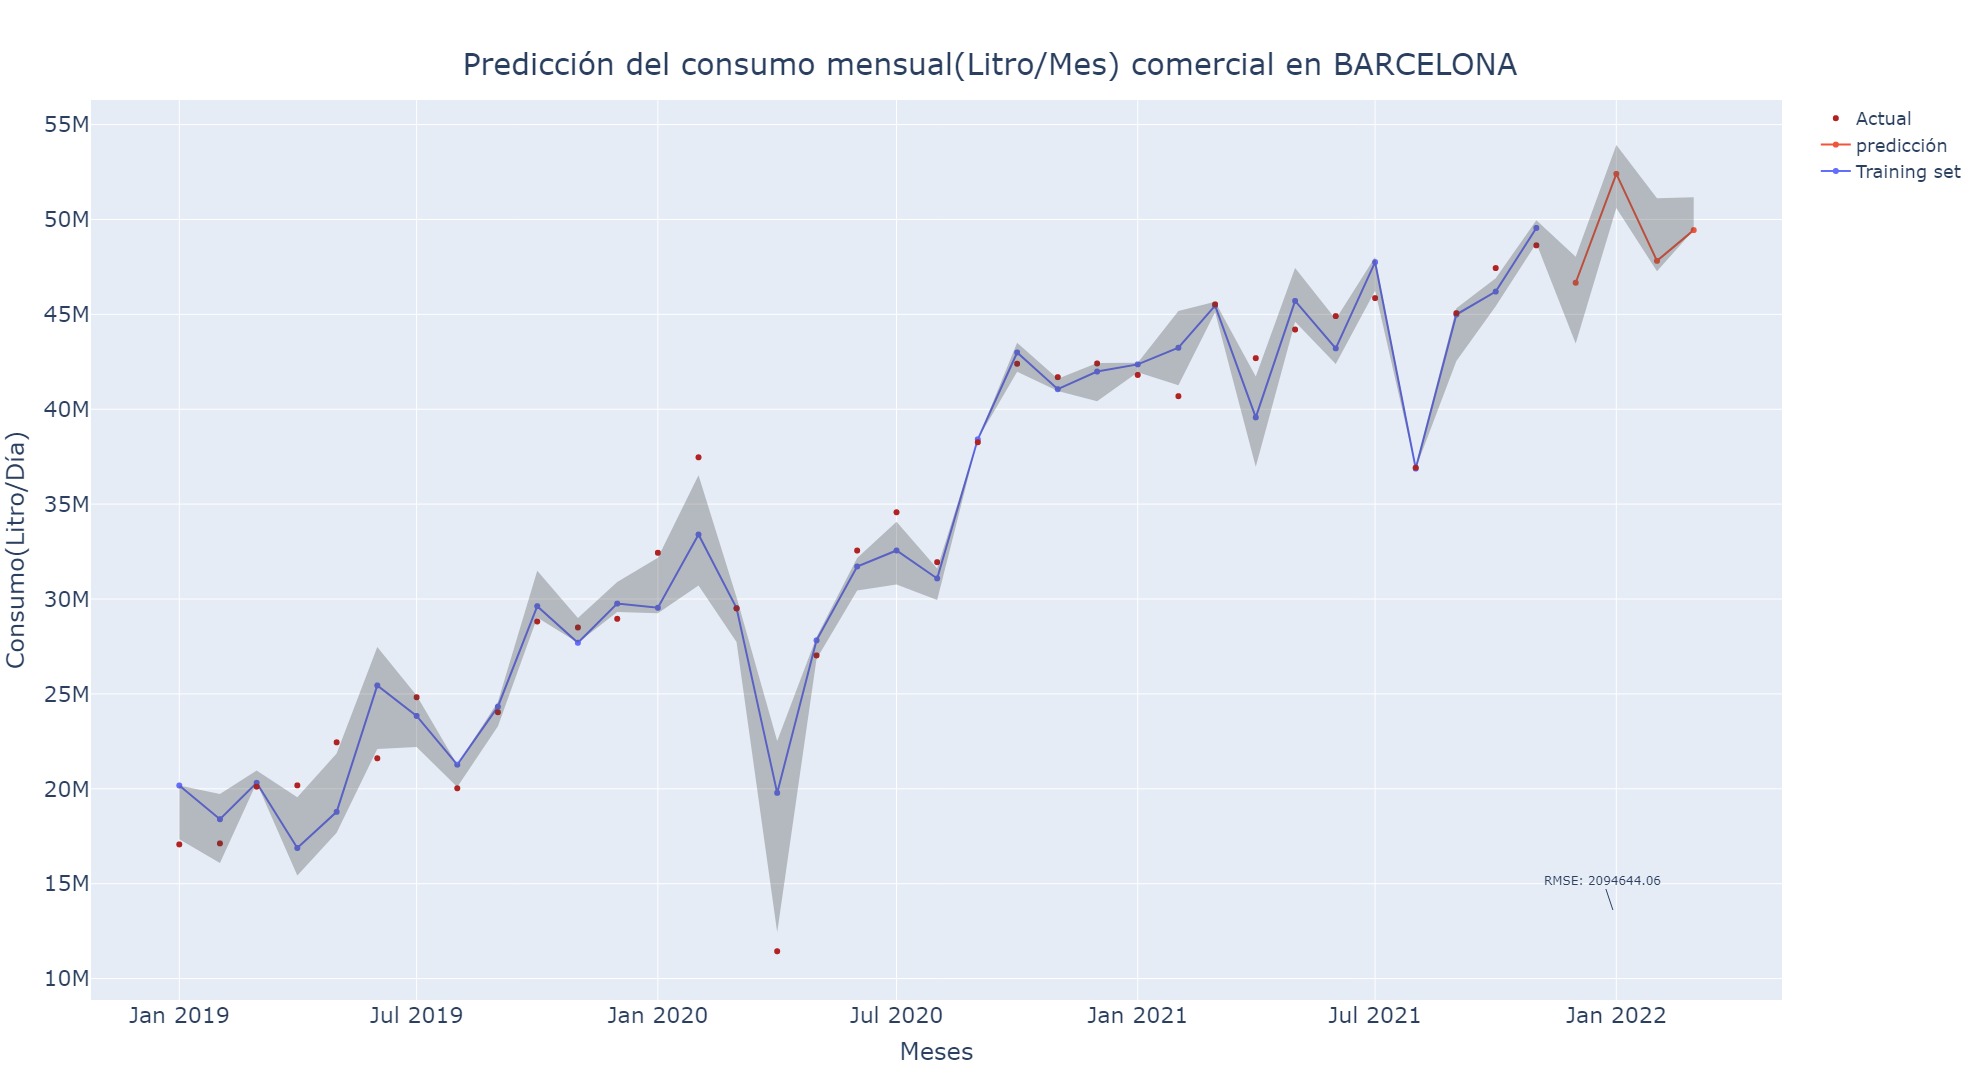 Predicción del consumo mensual(Litro/Mes) comercial en BARCELONA
Actual
predicción
Training set
Consumo(Litro/Día)
55M
50M
45M
40M
35M
30M
25M
20M
15M
10M
RMSE: 2094644.06
Jan 2019
Jul 2019
Jan 2020
Jul 2020
Jan 2021
Jul 2021
Jan 2022
Meses